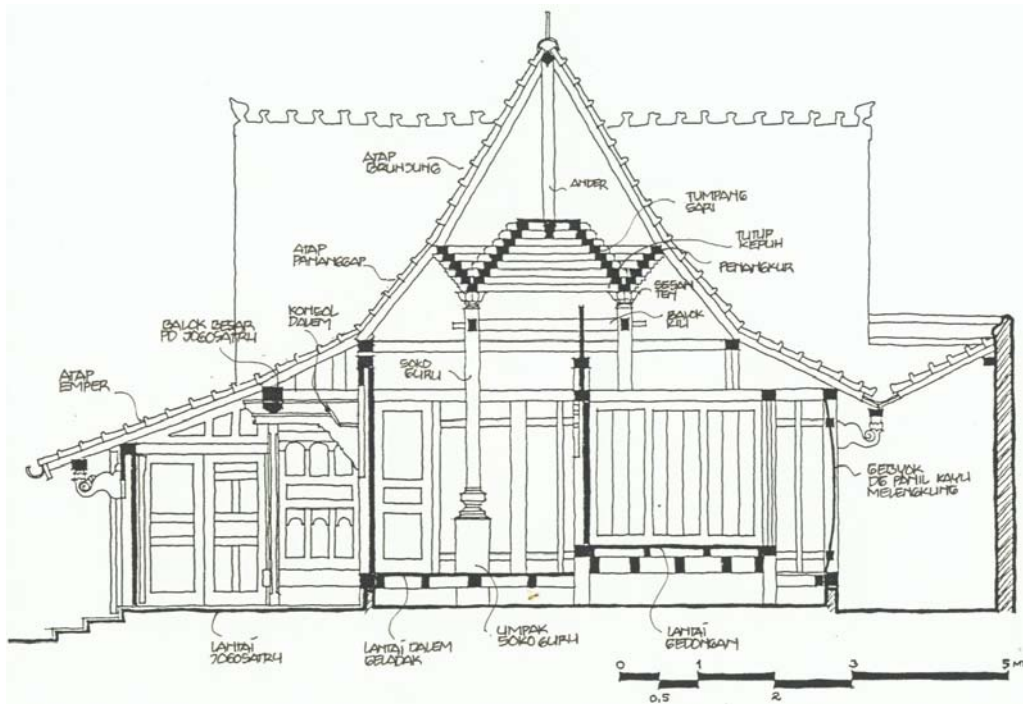 ATAP
BRUNJUNG
ANDER
TUMPANG
SARI
TUTUP
KEPUH
PENANGKUR
ATAP
PANANGGAP
SESAN
TEN
KONSOL
DALEM
BALOK
KILI
BALOK BESAR
PD JOGOSATRU
SOKO
GURU
ATAP
EMPER
GEBYOK
DG PANIL KAYU
MELENGKUNG
LANTAI
JOGOSATRU
LANTAI DALEM
GELADAK
UMPAK
SOKO GURU
LANTAI
GEDONGAN
0 1 3 5 M
0,5 2